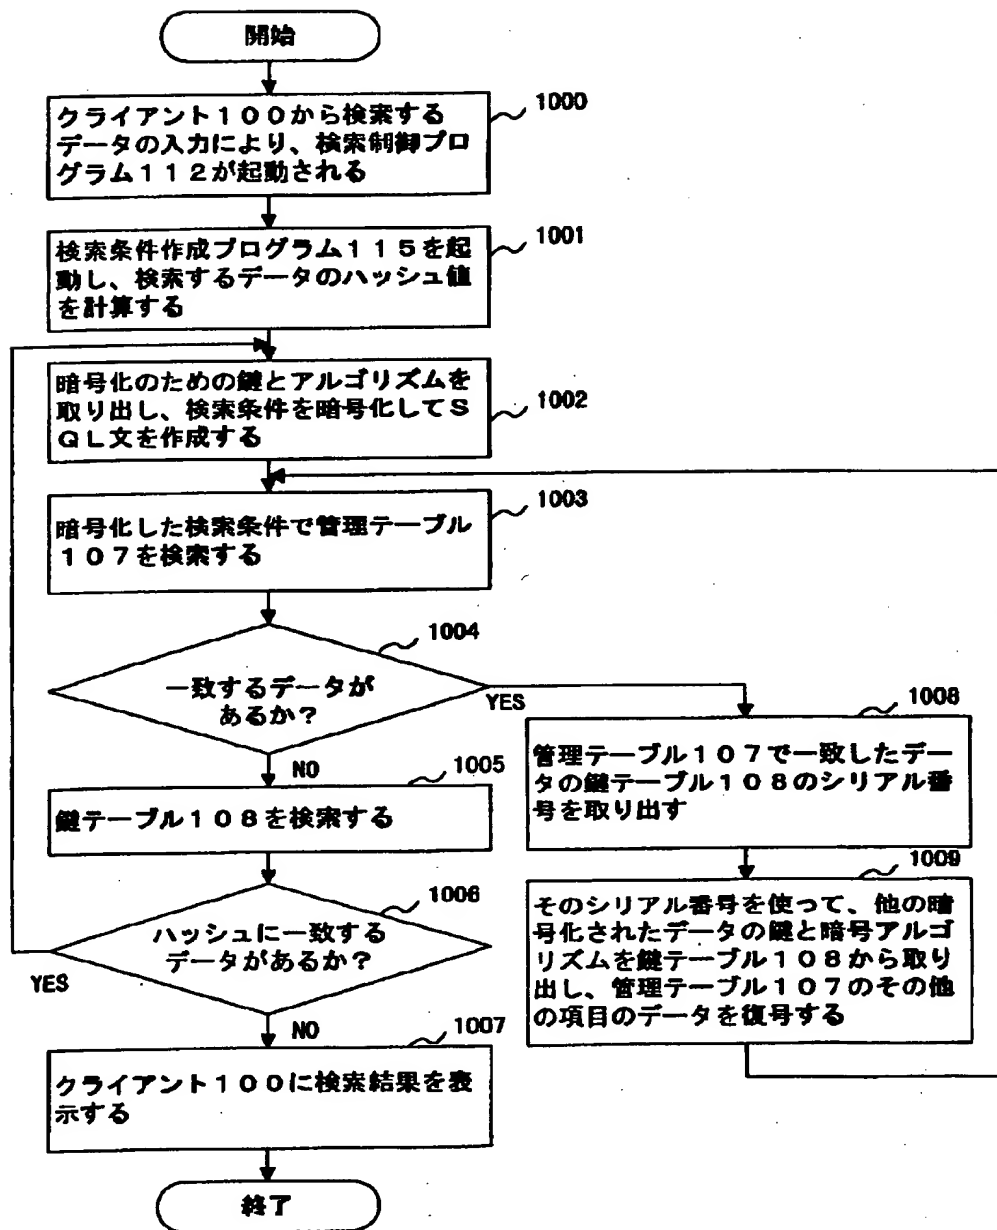 開始
クライアント100から検索する
データの入力により、検索制御プロ
グラム112が起動される
1000
検索条件作成プログラム115を起
動し、検索するデータのハッシュ値
を計算する
1001
暗号化のための鍵とアルゴリズムを
取り出し、検索条件を暗号化してS
QL文を作成する
1002
暗号化した検索条件で管理テーブル
107を検索する
1003
一致するデータが
あるか?
1004
YES
NO
鍵テーブル108を検索する
1005
ハッシュに一致する
データがあるか?
1006
YES
NO
クライアント100に検索結果を表
示する
1007
終了
管理テーブル107で一致したデー
タの鍵テーブル108のシリアル番
号を取り出す
1008
そのシリアル番号を使って、他の暗
号化されたデータの鍵と暗号アルゴ
リズムを鍵テーブル108から取り
出し、管理テーブル107のその他
の項目のデータを復号する
1009